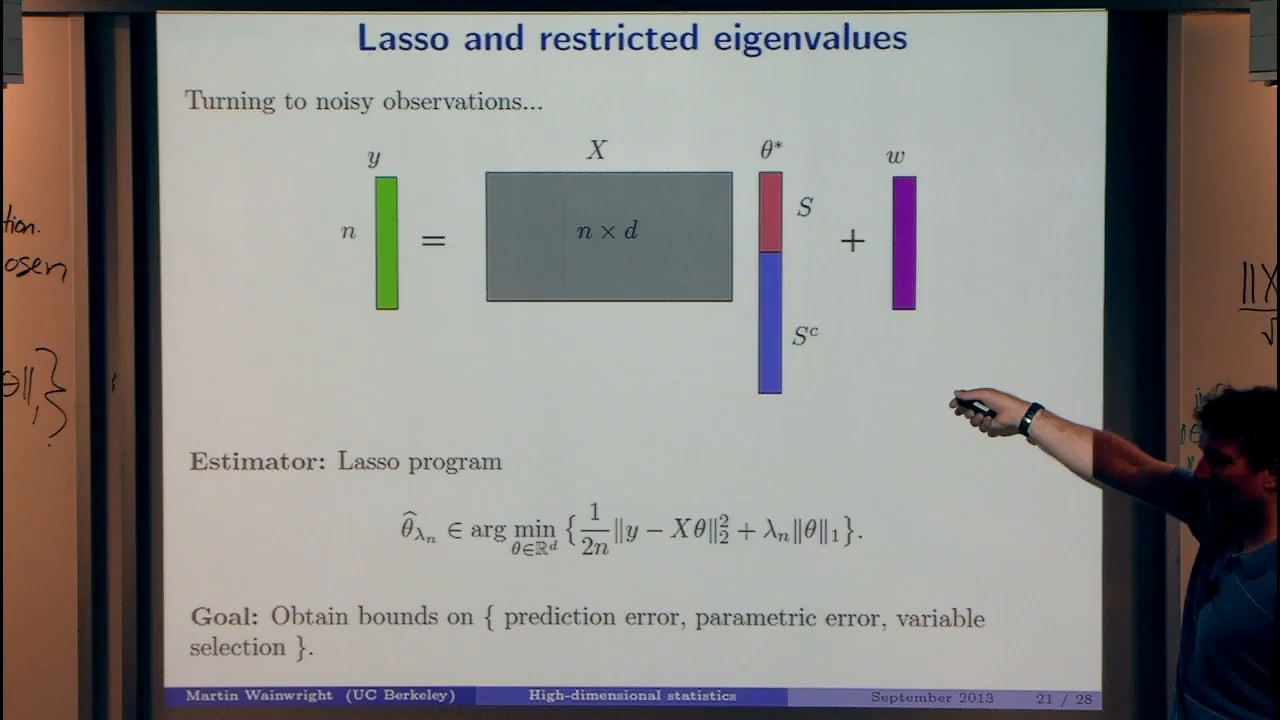 Lasso and restricted eigenvalues
Turning to noisy observations...
y X θ* w
n = n × d S +
S^c
Estimator: Lasso program
θ̂_{λ_n} ∈ arg min_{θ∈ℝ^d} { 1/2n ‖y − Xθ‖₂² + λ_n‖θ‖₁}.
Goal: Obtain bounds on { prediction error, parametric error, variable
selection }.
Martin Wainwright (UC Berkeley) High-dimensional statistics September 2013 21 / 28
tion.
osen